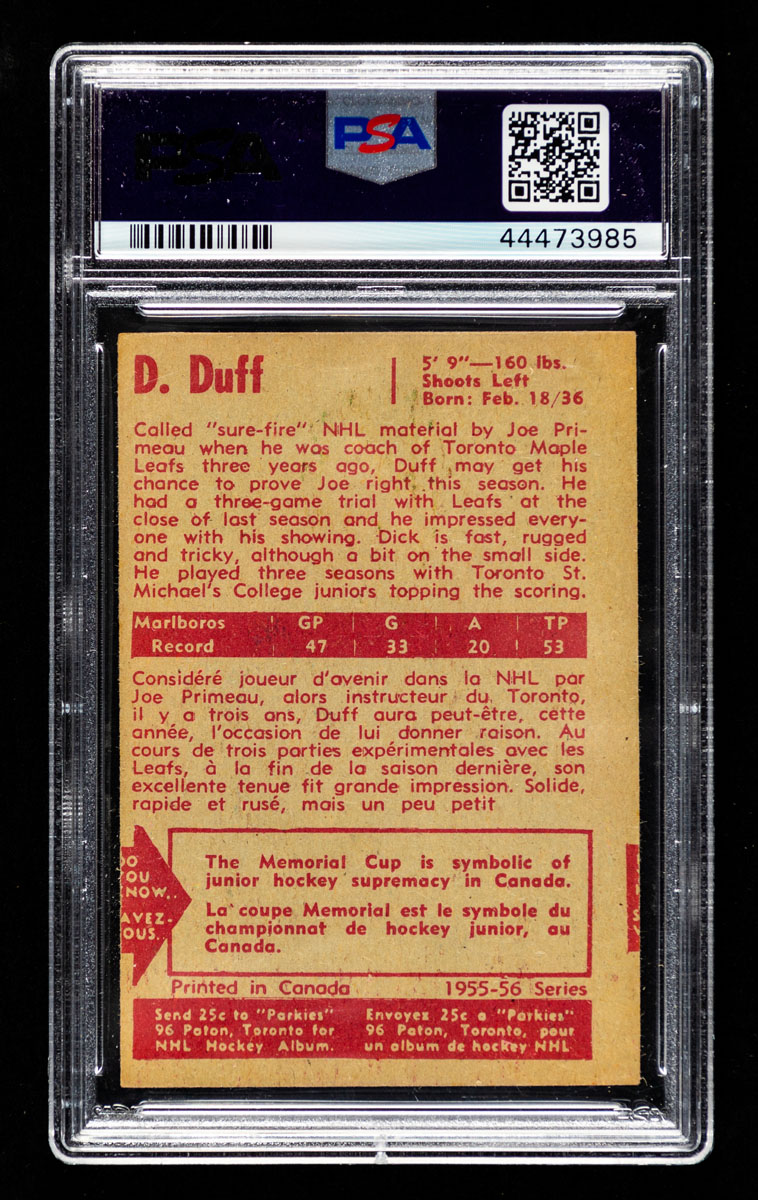 PSA
PSA
44473985
D. Duff
5' 9"—160 lbs.
Shoots Left
Born: Feb. 18/36
Called "sure-fire" NHL material by Joe Pri-
meau when he was coach of Toronto Maple
Leafs three years ago, Duff may get his
chance to prove Joe right this season. He
had a three-game trial with Leafs at the
close of last season and he impressed every-
one with his showing. Dick is fast, rugged
and tricky, although a bit on the small side.
He played three seasons with Toronto St.
Michael's College juniors topping the scoring.
Marlboros GP G A TP
Record 47 33 20 53
Considéré joueur d'avenir dans la NHL par
Joe Primeau, alors instructeur du Toronto,
il y a trois ans, Duff aura peut-être, cette
année, l'occasion de lui donner raison. Au
cours de trois parties expérimentales avec les
Leafs, à la fin de la saison dernière, son
excellente tenue fit grande impression. Solide,
rapide et rusé, mais un peu petit
DO
YOU
KNOW..
AVEZ-
OUS..
The Memorial Cup is symbolic of
junior hockey supremacy in Canada.
La coupe Memorial est le symbole du
championnat de hockey junior, au
Canada.
Printed in Canada 1955-56 Series
Send 25c to "Parkies"
96 Paton, Toronto for
NHL Hockey Album.
Envoyez 25c a "Parkies"
96 Paton, Toronto, pour
un album de hockey NHL